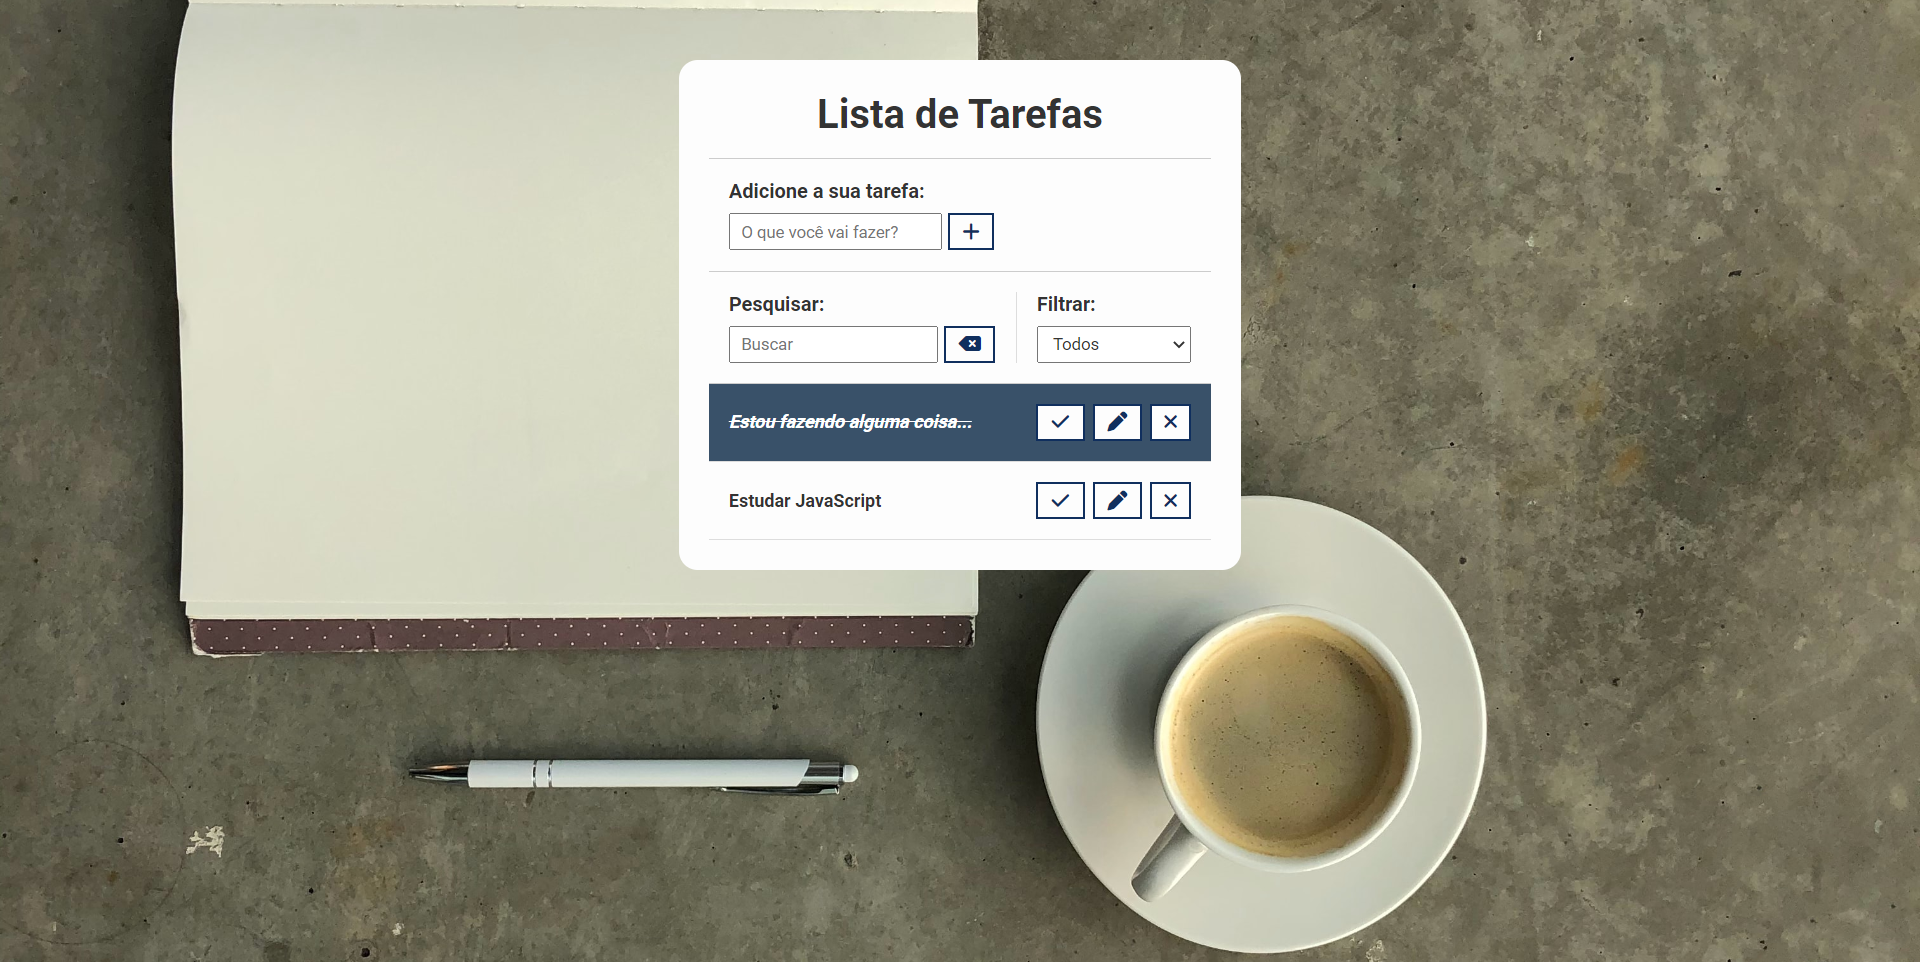 Lista de Tarefas
Adicione a sua tarefa:
O que você vai fazer?
Pesquisar:
Filtrar:
Buscar
Todos
Estou fazendo alguma coisa...
Estudar JavaScript